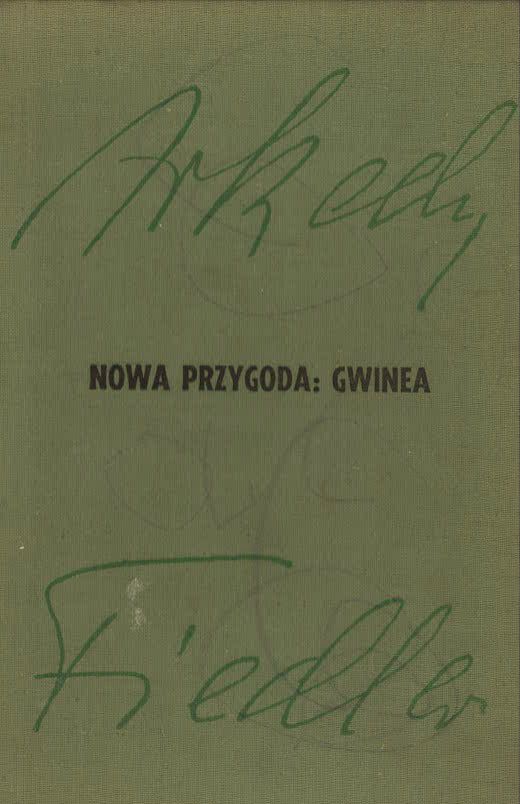 Arkady
NOWA PRZYGODA: GWINEA
Fiedler